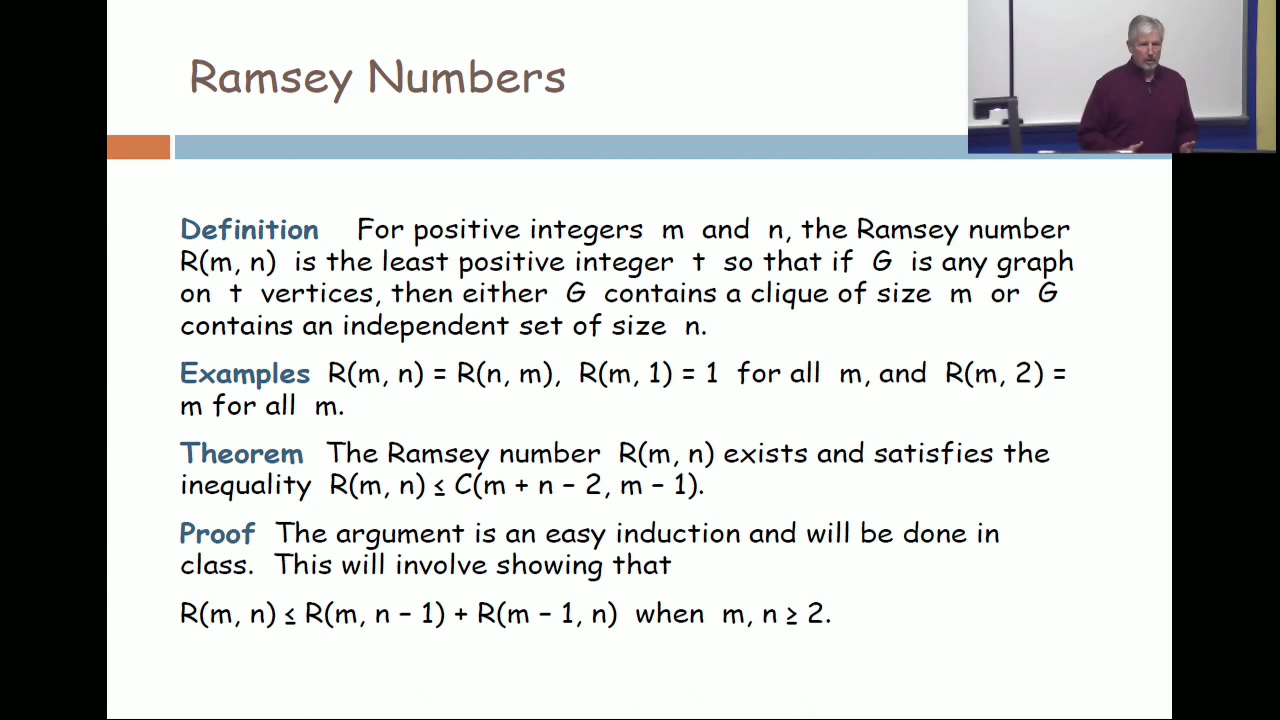 Ramsey Numbers
Definition For positive integers m and n, the Ramsey number
R(m, n) is the least positive integer t so that if G is any graph
on t vertices, then either G contains a clique of size m or G
contains an independent set of size n.
Examples R(m, n) = R(n, m), R(m, 1) = 1 for all m, and R(m, 2) =
m for all m.
Theorem The Ramsey number R(m, n) exists and satisfies the
inequality R(m, n) ≤ C(m + n – 2, m – 1).
Proof The argument is an easy induction and will be done in
class. This will involve showing that
R(m, n) ≤ R(m, n – 1) + R(m – 1, n) when m, n ≥ 2.